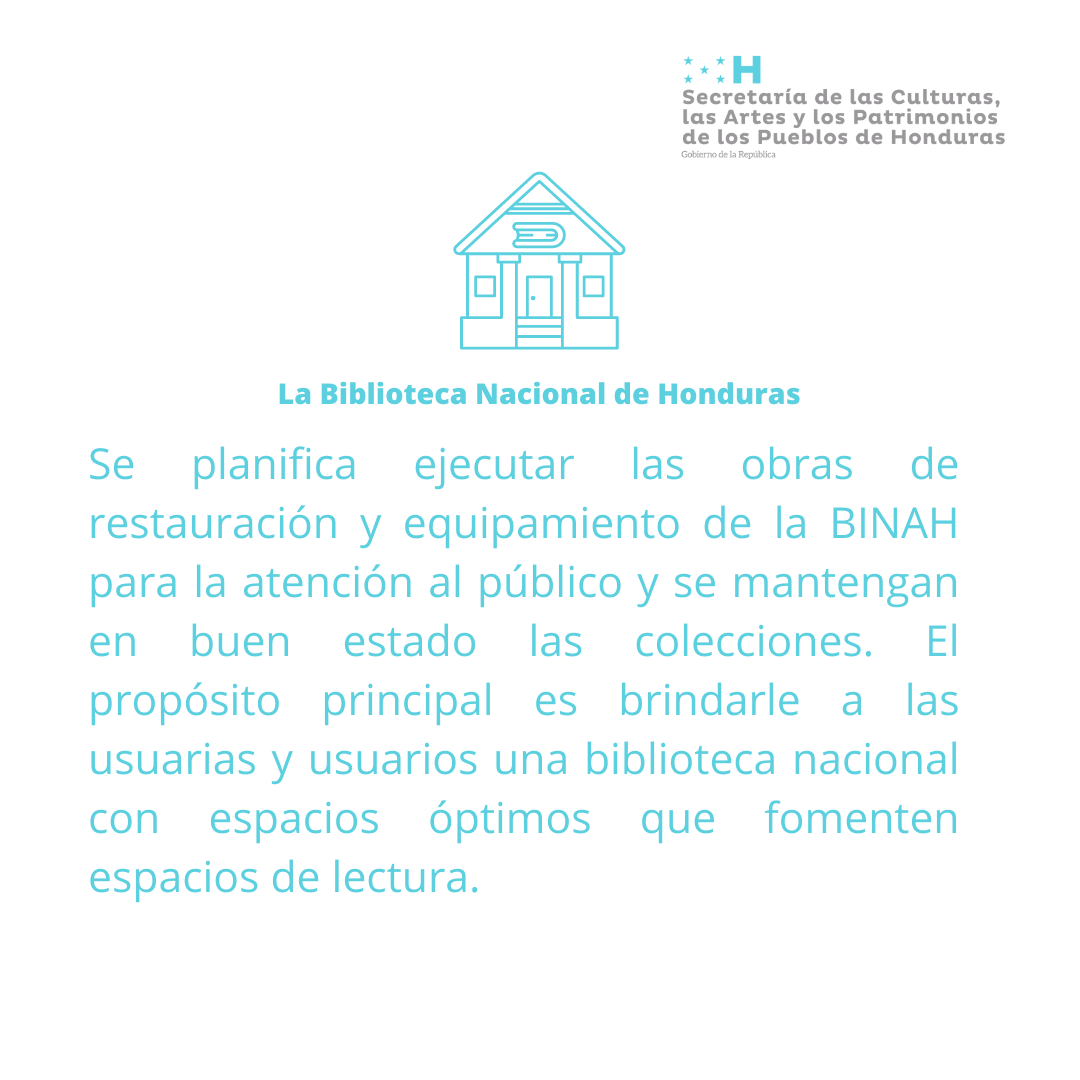 H
Secretaría de las Culturas,
las Artes y los Patrimonios
de los Pueblos de Honduras
Gobierno de la República
La Biblioteca Nacional de Honduras
Se planifica ejecutar las obras de
restauración y equipamiento de la BINAH
para la atención al público y se mantengan
en buen estado las colecciones. El
propósito principal es brindarle a las
usuarias y usuarios una biblioteca nacional
con espacios óptimos que fomenten
espacios de lectura.